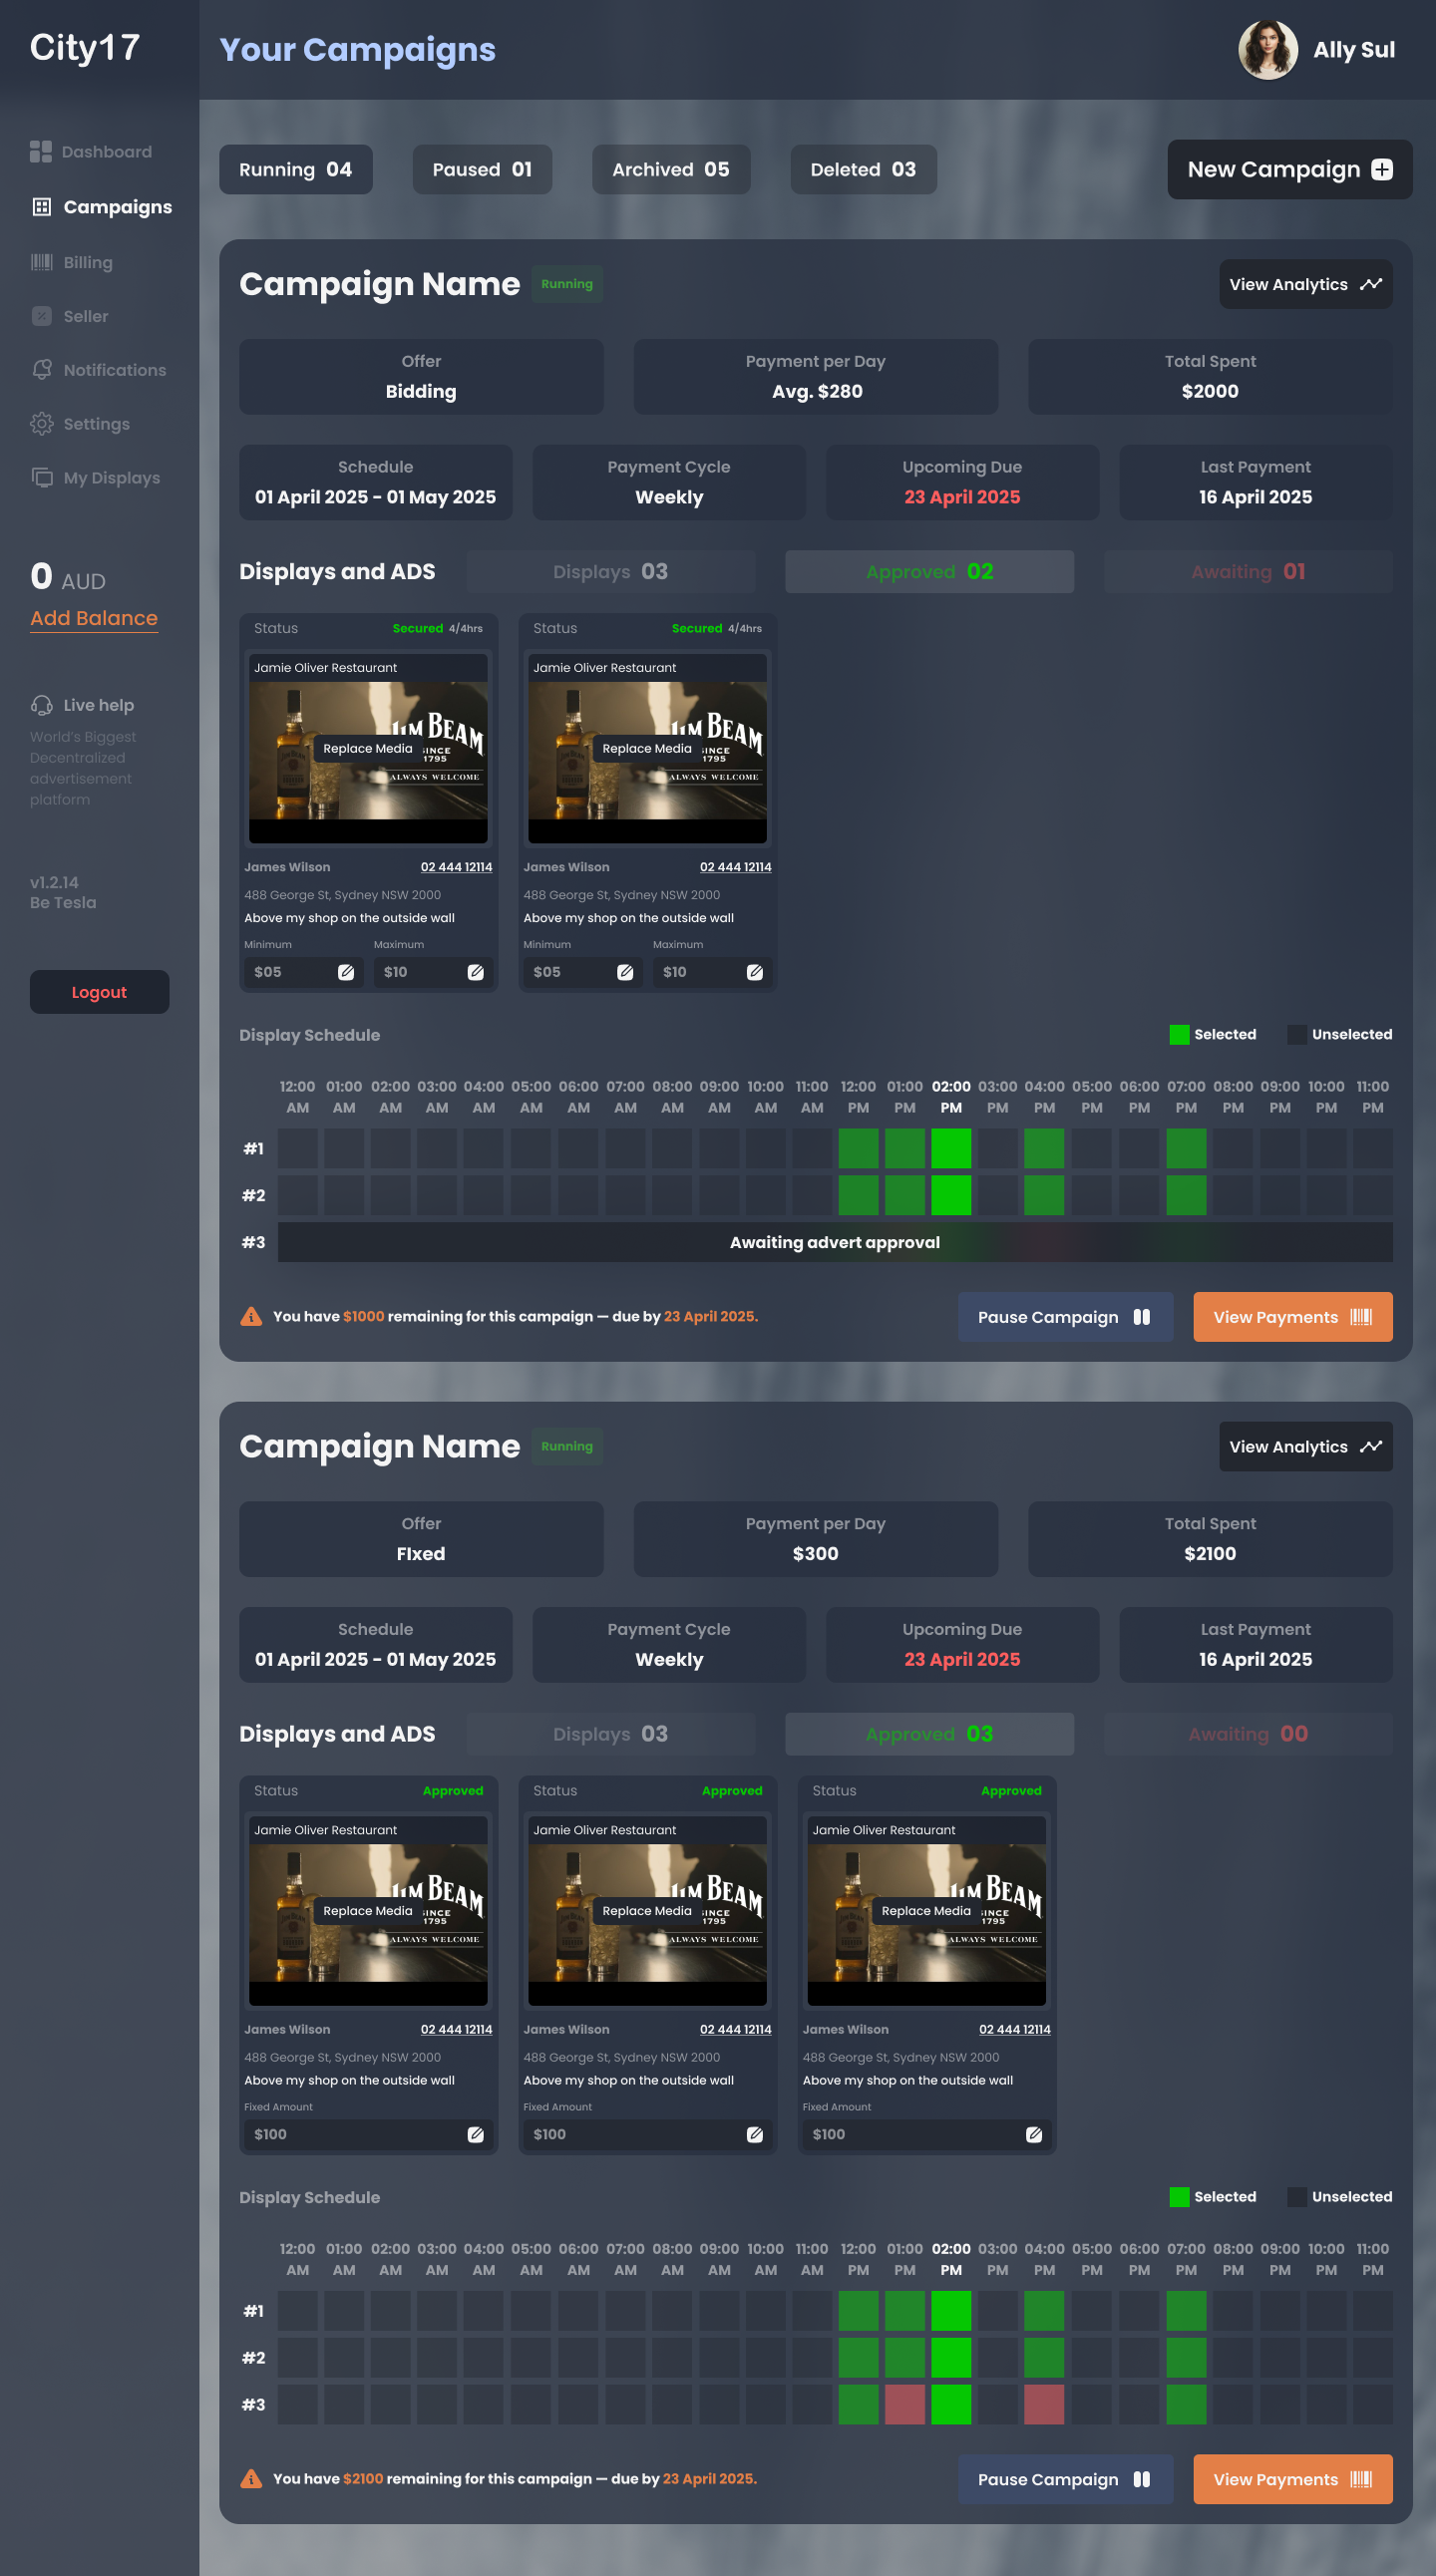 City17
Your Campaigns
Ally Sul
Dashboard
Campaigns
Billing
Seller
Notifications
Settings
My Displays
0 AUD
Add Balance
Live help
World's Biggest
Decentralized
advertisement
platform
v1.2.14
Be Tesla
Logout
Running 04
Paused 01
Archived 05
Deleted 03
New Campaign
Campaign Name Running
View Analytics
Offer
Bidding
Payment per Day
Avg. $280
Total Spent
$2000
Schedule
01 April 2025 - 01 May 2025
Payment Cycle
Weekly
Upcoming Due
23 April 2025
Last Payment
16 April 2025
Displays and ADS
Displays 03
Approved 02
Awaiting 01
Status Secured 4/4hrs
Jamie Oliver Restaurant
JIM BEAM
Replace Media
SINCE
1795
ALWAYS WELCOME
James Wilson 02 444 12114
488 George St, Sydney NSW 2000
Above my shop on the outside wall
Minimum Maximum
$05 $10
Status Secured 4/4hrs
Jamie Oliver Restaurant
JIM BEAM
Replace Media
SINCE
1795
ALWAYS WELCOME
James Wilson 02 444 12114
488 George St, Sydney NSW 2000
Above my shop on the outside wall
Minimum Maximum
$05 $10
Display Schedule
Selected
Unselected
12:00 01:00 02:00 03:00 04:00 05:00 06:00 07:00 08:00 09:00 10:00 11:00 12:00 01:00 02:00 03:00 04:00 05:00 06:00 07:00 08:00 09:00 10:00 11:00
AM AM AM AM AM AM AM AM AM AM AM AM PM PM PM PM PM PM PM PM PM PM PM PM
#1
#2
#3 Awaiting advert approval
You have $1000 remaining for this campaign — due by 23 April 2025.
Pause Campaign
View Payments
Campaign Name Running
View Analytics
Offer
FIxed
Payment per Day
$300
Total Spent
$2100
Schedule
01 April 2025 - 01 May 2025
Payment Cycle
Weekly
Upcoming Due
23 April 2025
Last Payment
16 April 2025
Displays and ADS
Displays 03
Approved 03
Awaiting 00
Status Approved
Jamie Oliver Restaurant
JIM BEAM
Replace Media
SINCE
1795
ALWAYS WELCOME
James Wilson 02 444 12114
488 George St, Sydney NSW 2000
Above my shop on the outside wall
Fixed Amount
$100
Status Approved
Jamie Oliver Restaurant
JIM BEAM
Replace Media
SINCE
1795
ALWAYS WELCOME
James Wilson 02 444 12114
488 George St, Sydney NSW 2000
Above my shop on the outside wall
Fixed Amount
$100
Status Approved
Jamie Oliver Restaurant
JIM BEAM
Replace Media
SINCE
1795
ALWAYS WELCOME
James Wilson 02 444 12114
488 George St, Sydney NSW 2000
Above my shop on the outside wall
Fixed Amount
$100
Display Schedule
Selected
Unselected
12:00 01:00 02:00 03:00 04:00 05:00 06:00 07:00 08:00 09:00 10:00 11:00 12:00 01:00 02:00 03:00 04:00 05:00 06:00 07:00 08:00 09:00 10:00 11:00
AM AM AM AM AM AM AM AM AM AM AM AM PM PM PM PM PM PM PM PM PM PM PM PM
#1
#2
#3
You have $2100 remaining for this campaign — due by 23 April 2025.
Pause Campaign
View Payments